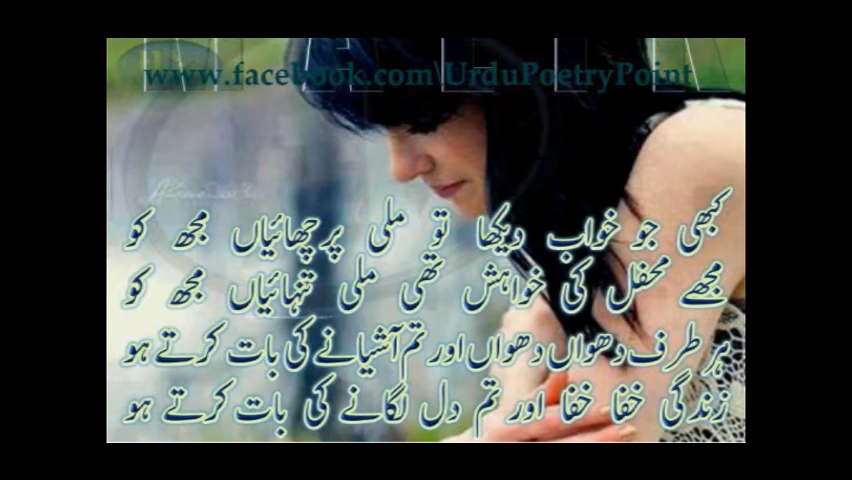 www.facebook.com\UrduPoetryPoint
کبھی جو خواب دیکھا تو ملی پرچھائیاں مجھ کو
مجھے محفل کی خواہش تھی ملی تنہائیاں مجھ کو
ہر طرف دھواں دھواں اور تم آشیانے کی بات کرتے ہو
زندگی خفا خفا اور تم دل لگانے کی بات کرتے ہو